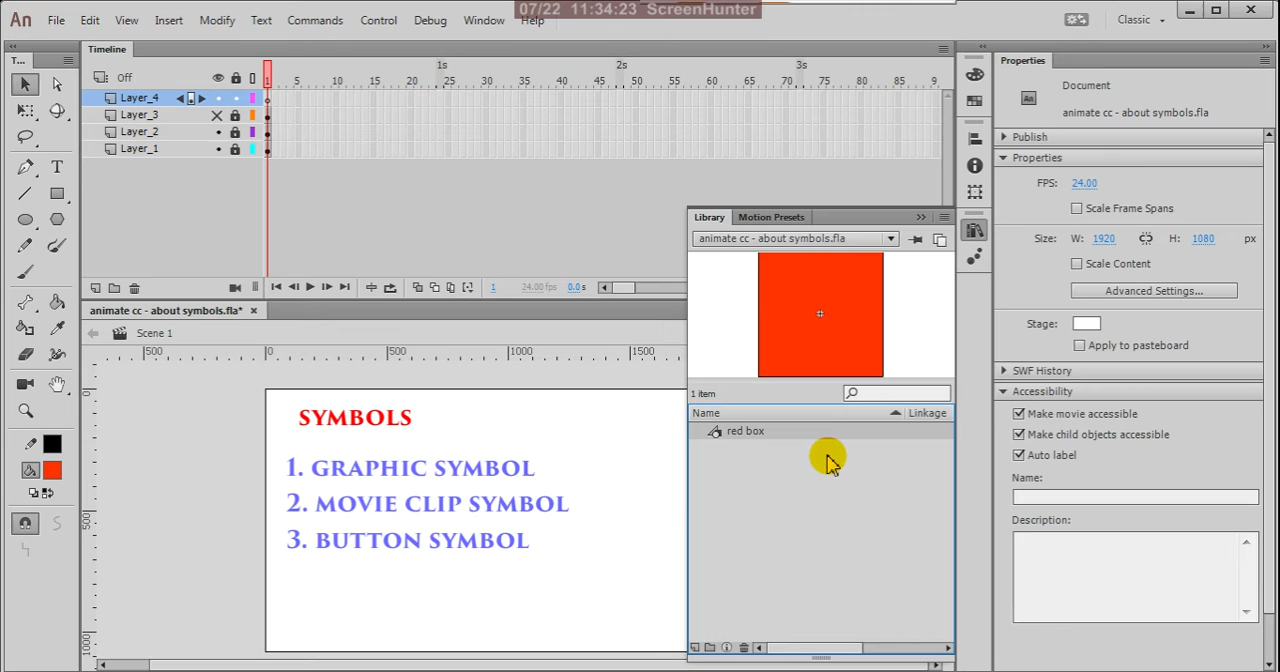 07/22 11:34:23 ScreenHunter
An File Edit View Insert Modify Text Commands Control Debug Window Help Classic
T... Timeline Properties
Off 1s 2s 3s
1 5 10 15 20 25 30 35 40 45 50 55 60 65 70 75 80 85 9
Layer_4
Layer_3
Layer_2
Layer_1
An Document
animate cc - about symbols.fla
Publish
Properties
FPS: 24.00
Scale Frame Spans
Size: W: 1920 H: 1080 px
Scale Content
Advanced Settings...
Stage:
Apply to pasteboard
SWF History
Accessibility
Make movie accessible
Make child objects accessible
Auto label
Name:
Description:
Library Motion Presets
animate cc - about symbols.fla
1 item
Name Linkage
red box
1 24.00 fps 0.0 s
animate cc - about symbols.fla*
Scene 1
500 0 500 1000 1500
0
500
1000
SYMBOLS
1. GRAPHIC SYMBOL
2. MOVIE CLIP SYMBOL
3. BUTTON SYMBOL